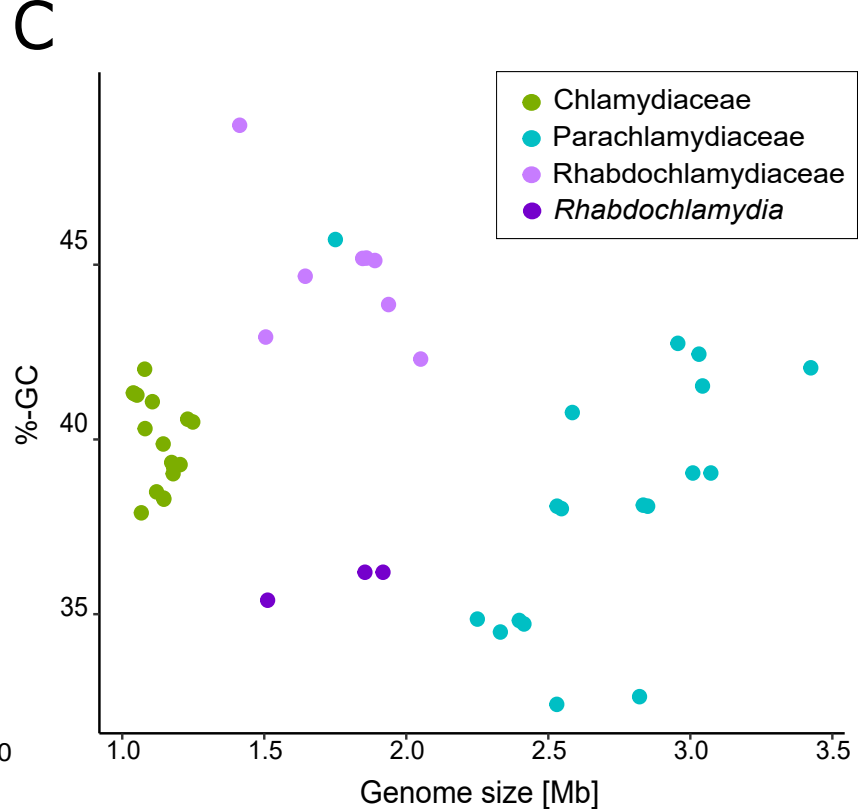 C
Chlamydiaceae
Parachlamydiaceae
Rhabdochlamydiaceae
Rhabdochlamydia
45
40
35
%-GC
0
1.0 1.5 2.0 2.5 3.0 3.5
Genome size [Mb]